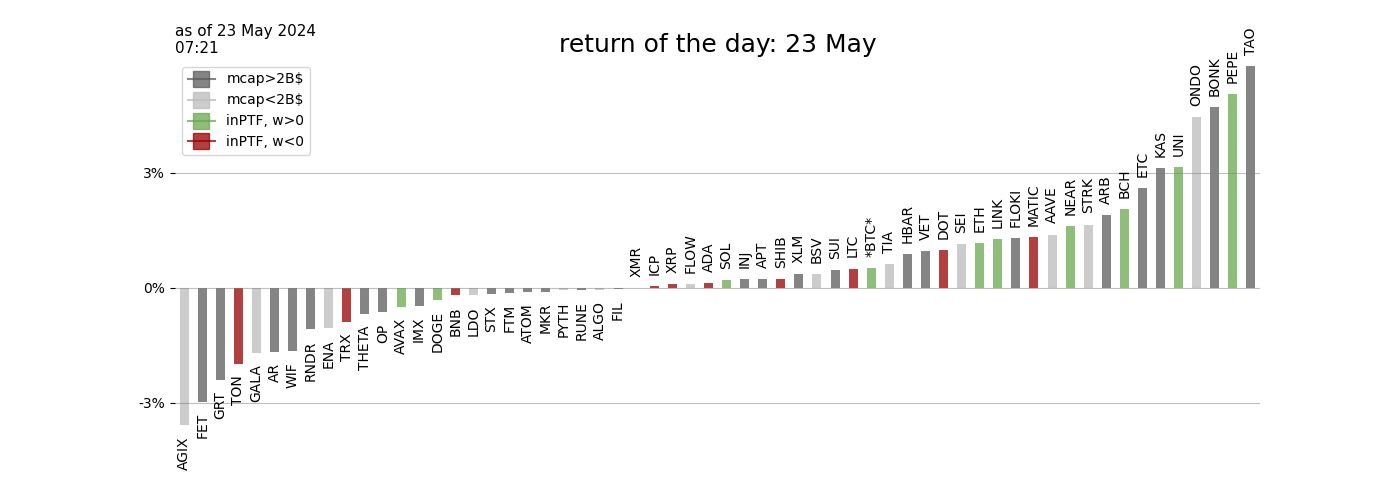 as of 23 May 2024
07:21
return of the day: 23 May
mcap>2B$
mcap<2B$
inPTF, w>0
inPTF, w<0
3%
0%
-3%
AGIX
FET
GRT
TON
GALA
AR
WIF
RNDR
ENA
TRX
THETA
OP
AVAX
IMX
DOGE
BNB
LDO
STX
FTM
ATOM
MKR
PYTH
RUNE
ALGO
FIL
XMR
ICP
XRP
FLOW
ADA
SOL
INJ
APT
SHIB
XLM
BSV
SUI
LTC
*BTC*
TIA
HBAR
VET
DOT
SEI
ETH
LINK
FLOKI
MATIC
AAVE
NEAR
STRK
ARB
BCH
ETC
KAS
UNI
ONDO
BONK
PEPE
TAO